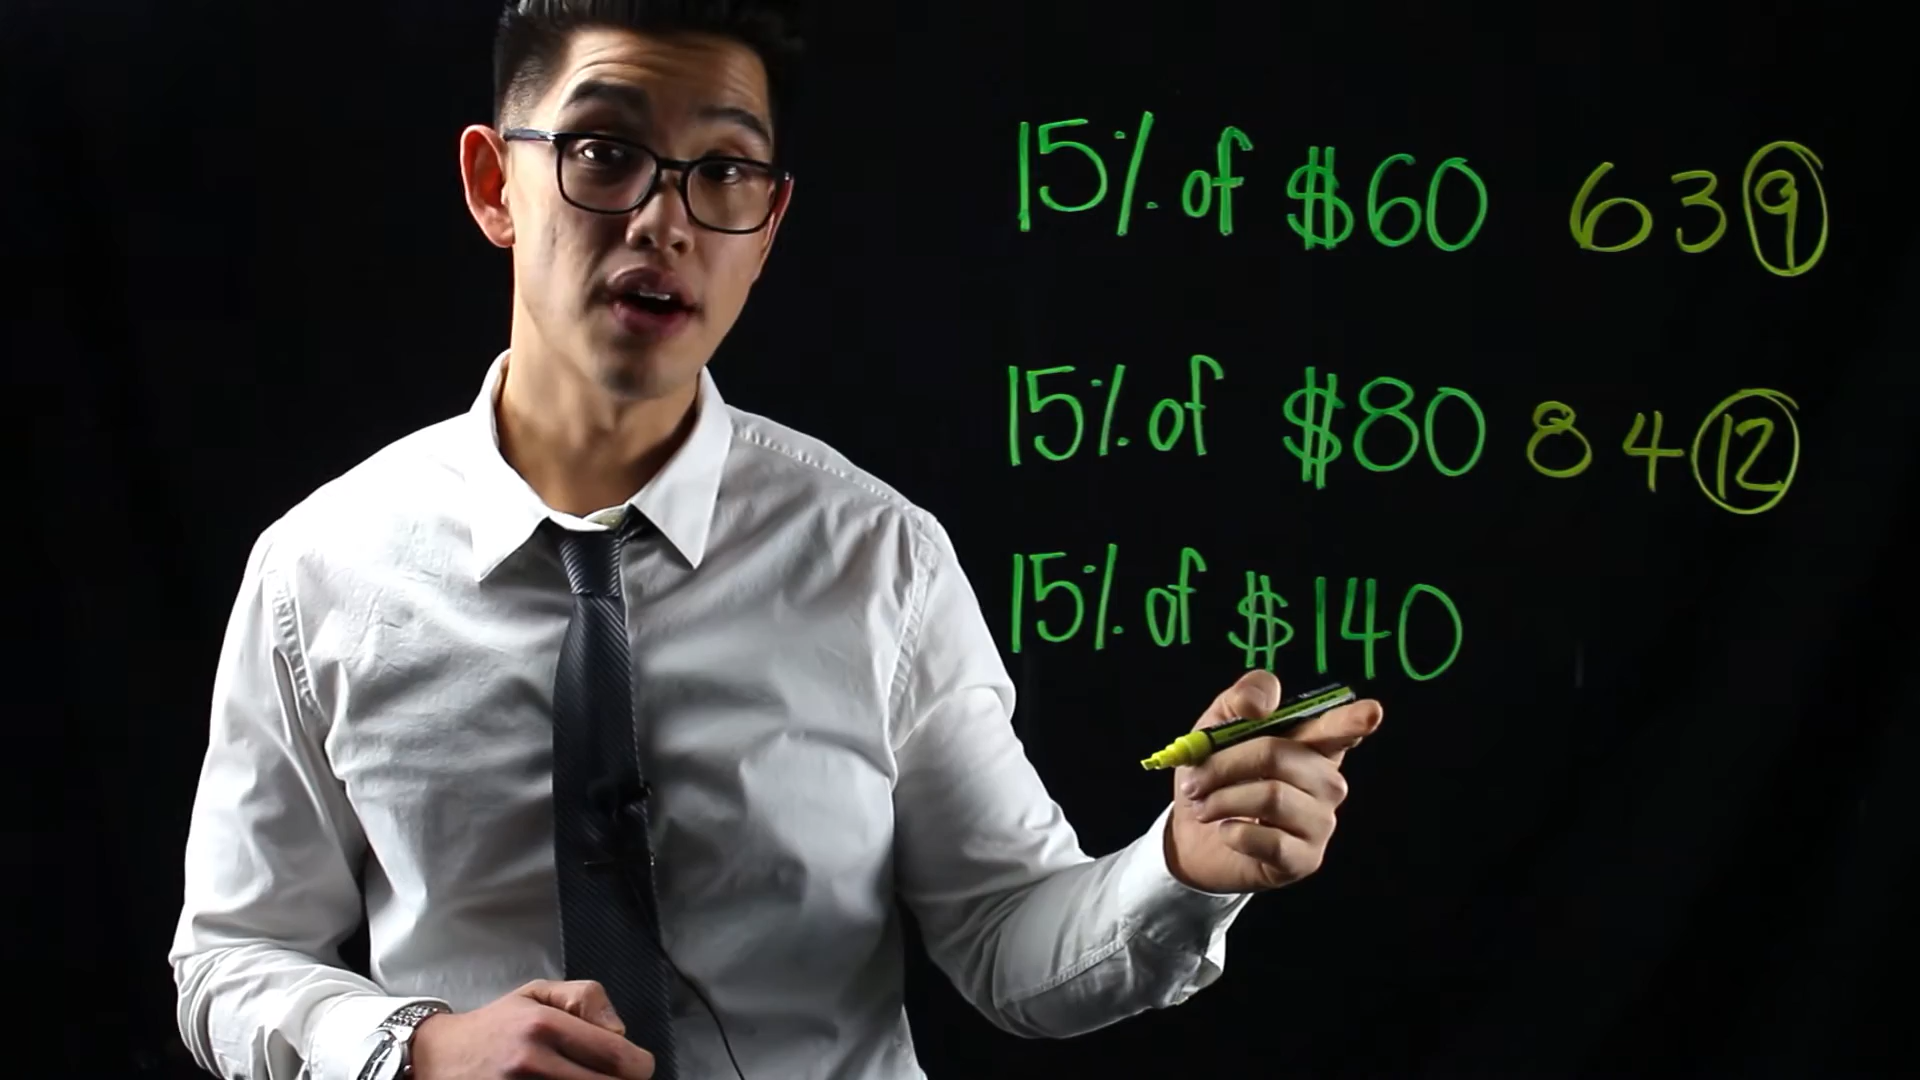 15% of $60 6 3 9
15% of $80 8 4 12
15% of $140